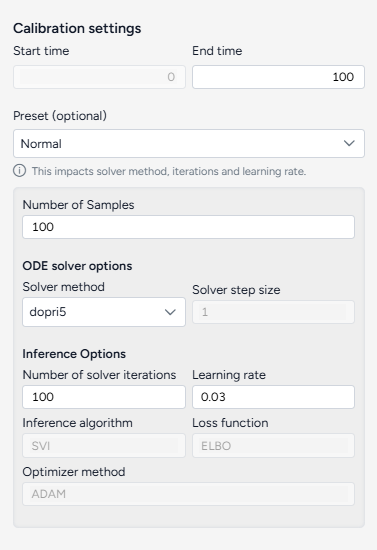 Calibration settings
Start time End time
0 100
Preset (optional)
Normal
This impacts solver method, iterations and learning rate.
Number of Samples
100
ODE solver options
Solver method Solver step size
dopri5 1
Inference Options
Number of solver iterations Learning rate
100 0.03
Inference algorithm Loss function
SVI ELBO
Optimizer method
ADAM